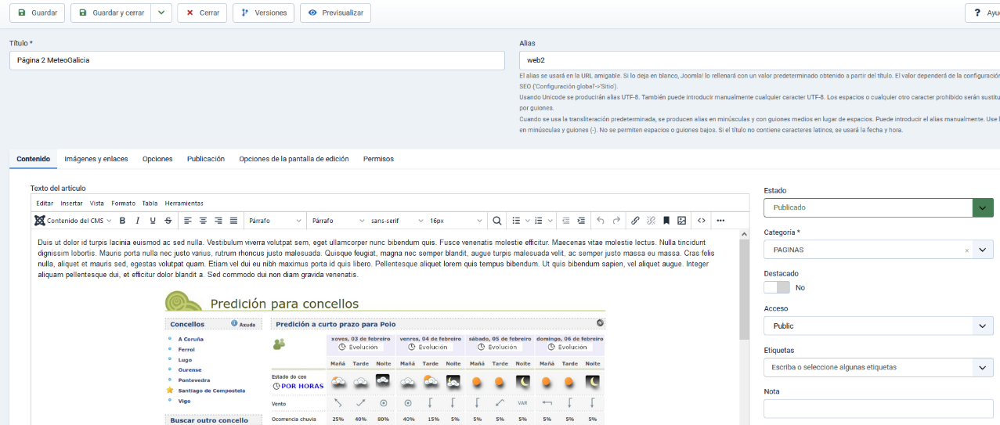 Guardar Guardar y cerrar Cerrar Versiones Previsualizar ?
Título * Alias
Página 2 MeteoGalicia web2
El alias se usará en la URL amigable. Si lo deja en blanco, Joomla! lo rellenará con un valor predeterminado obtenido a partir del título. El valor dependerá de la configuración
SEO ('Configuración global'->'Sitio').
Usando Unicode se producirán alias UTF-8. También puede introducir manualmente cualquier caracter UTF-8. Los espacios o cualquier otro caracter prohibido serán
por guiones.
Cuando se usa la transliteración predeterminada, se producen alias en minúsculas y con guiones medios en lugar de espacios. Puede introducir el alias manualmente. Use
en minúsculas y guiones (-). No se permiten espacios o guiones bajos. Si el título no contiene caracteres latinos, se usará la fecha y hora.
Contenido Imágenes y enlaces Opciones Publicación Opciones de la pantalla de edición Permisos
Texto del artículo
Editar Insertar Vista Formato Tabla Herramientas
Contenido del CMS B I U S Párrafo Párrafo sans-serif 16px <> •••
Duis ut dolor id turpis lacinia euismod ac sed nulla. Vestibulum viverra volutpat sem, eget ullamcorper nunc bibendum quis. Fusce venenatis molestie efficitur. Maecenas vitae molestie lectus. Nulla tincidunt
dignissim lobortis. Mauris porta nulla nec justo varius, rutrum rhoncus justo malesuada. Quisque feugiat, magna nec semper blandit, augue turpis malesuada velit, ac semper justo massa eu massa. Cras felis
nulla, aliquet et mauris sed, egestas volutpat quam. Etiam vel dui eu nibh maximus porta id quis libero. Pellentesque aliquet lorem quis tempus bibendum. Ut quis bibendum sapien, vel aliquet augue. Integer
aliquam pellentesque dui, et efficitur dolor blandit a. Sed commodo dui non diam gravida venenatis.
Predición para concellos
Concellos Axuda
A Coruña
Ferrol
Lugo
Ourense
Pontevedra
Santiago de Compostela
Vigo
Buscar outro concello
Predición a curto prazo para Poio
xoves, 03 de febreiro venres, 04 de febreiro sábado, 05 de febreiro domingo, 06 de febreiro
Evolución Evolución Evolución Evolución
Mañá Tarde Noite Mañá Tarde Noite Mañá Tarde Noite Mañá Tarde Noite
Estado do ceo
POR HORAS
Vento VAR
Ocorrencia chuvia 25% 40% 80% 40% 15% 5% 5% 5% 5% 5% 5% 5%
Estado
Publicado
Categoría *
PAGINAS ×
Destacado
No
Acceso
Public
Etiquetas
Escriba o seleccione algunas etiquetas
Nota